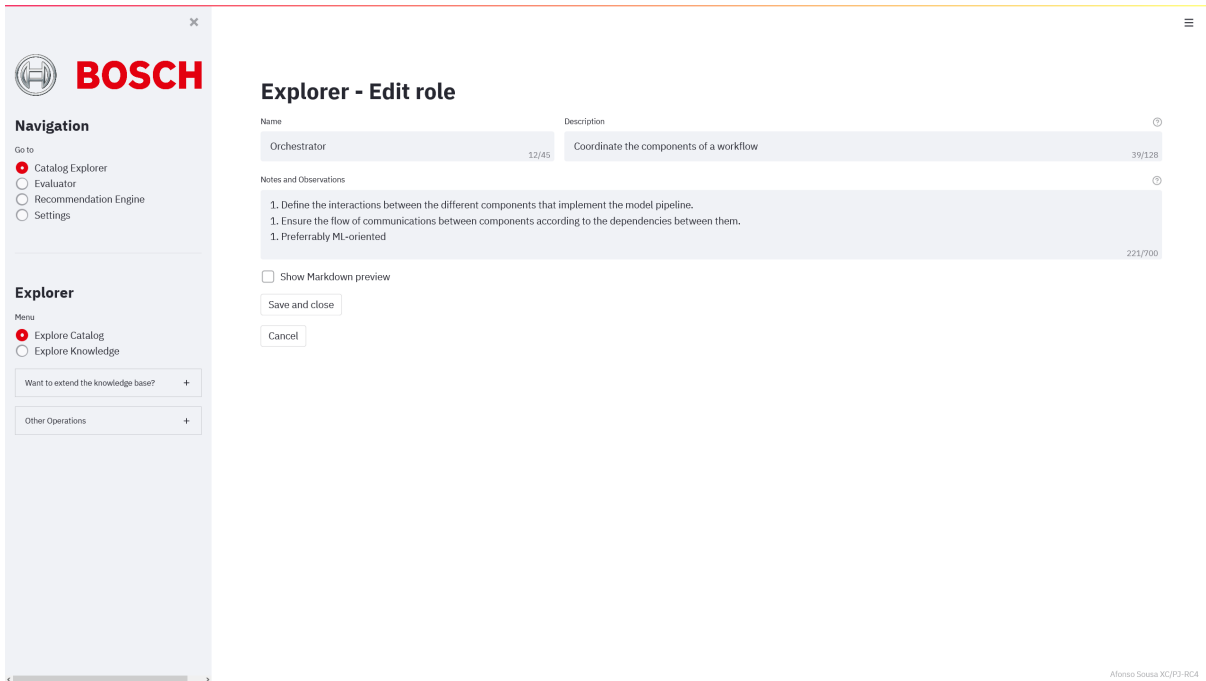 BOSCH
Navigation
Go to
Catalog Explorer
Evaluator
Recommendation Engine
Settings
Explorer
Menu
Explore Catalog
Explore Knowledge
Want to extend the knowledge base?
Other Operations
Explorer - Edit role
Name
Description
Orchestrator
12/45
Coordinate the components of a workflow
39/128
Notes and Observations
1. Define the interactions between the different components that implement the model pipeline.
1. Ensure the flow of communications between components according to the dependencies between them.
1. Preferrably ML-oriented
221/700
Show Markdown preview
Save and close
Cancel
Afonso Sousa XC/PJ-RC4